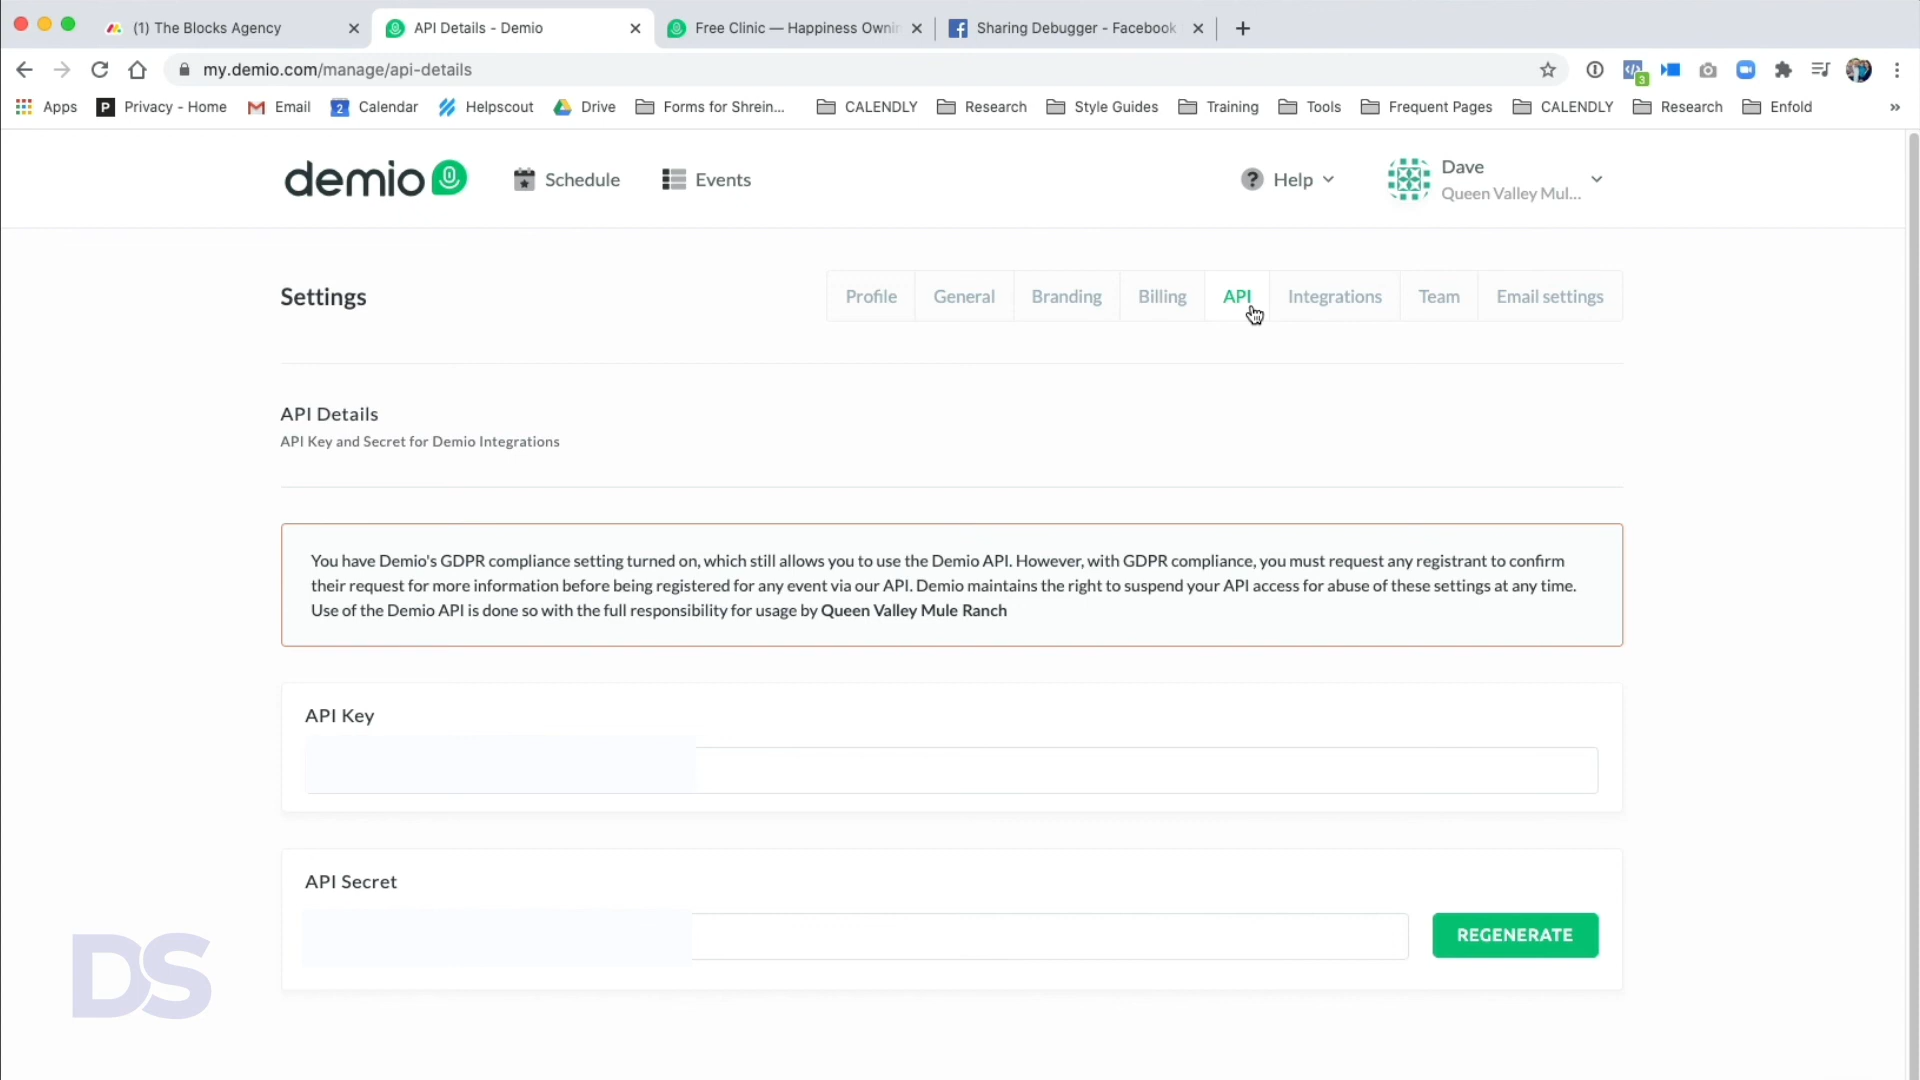 (1) The Blocks Agency
API Details - Demio
Free Clinic — Happiness Ownin
Sharing Debugger - Facebook
my.demio.com/manage/api-details
3
Apps
P Privacy - Home
Email
2 Calendar
Helpscout
Drive
Forms for Shrein...
CALENDLY
Research
Style Guides
Training
Tools
Frequent Pages
CALENDLY
Research
Enfold
»
demio
Schedule
Events
? Help
Dave
Queen Valley Mul...
Settings
Profile
General
Branding
Billing
API
Integrations
Team
Email settings
API Details
API Key and Secret for Demio Integrations
You have Demio's GDPR compliance setting turned on, which still allows you to use the Demio API. However, with GDPR compliance, you must request any registrant to confirm
their request for more information before being registered for any event via our API. Demio maintains the right to suspend your API access for abuse of these settings at any time.
Use of the Demio API is done so with the full responsibility for usage by Queen Valley Mule Ranch
API Key
API Secret
REGENERATE
DS